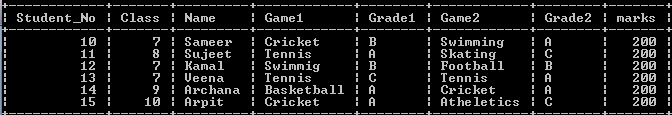 Student_No | Class | Name | Game1 | Grade1 | Game2 | Grade2 | marks
10 | 7 | Sameer | Cricket | B | Swimming | A | 200
11 | 8 | Sujeet | Tennis | A | Skating | C | 200
12 | 7 | Kamal | Swimmig | B | Football | B | 200
13 | 7 | Veena | Tennis | C | Tennis | A | 200
14 | 9 | Archana | Basketball | A | Cricket | A | 200
15 | 10 | Arpit | Cricket | A | Atheletics | C | 200